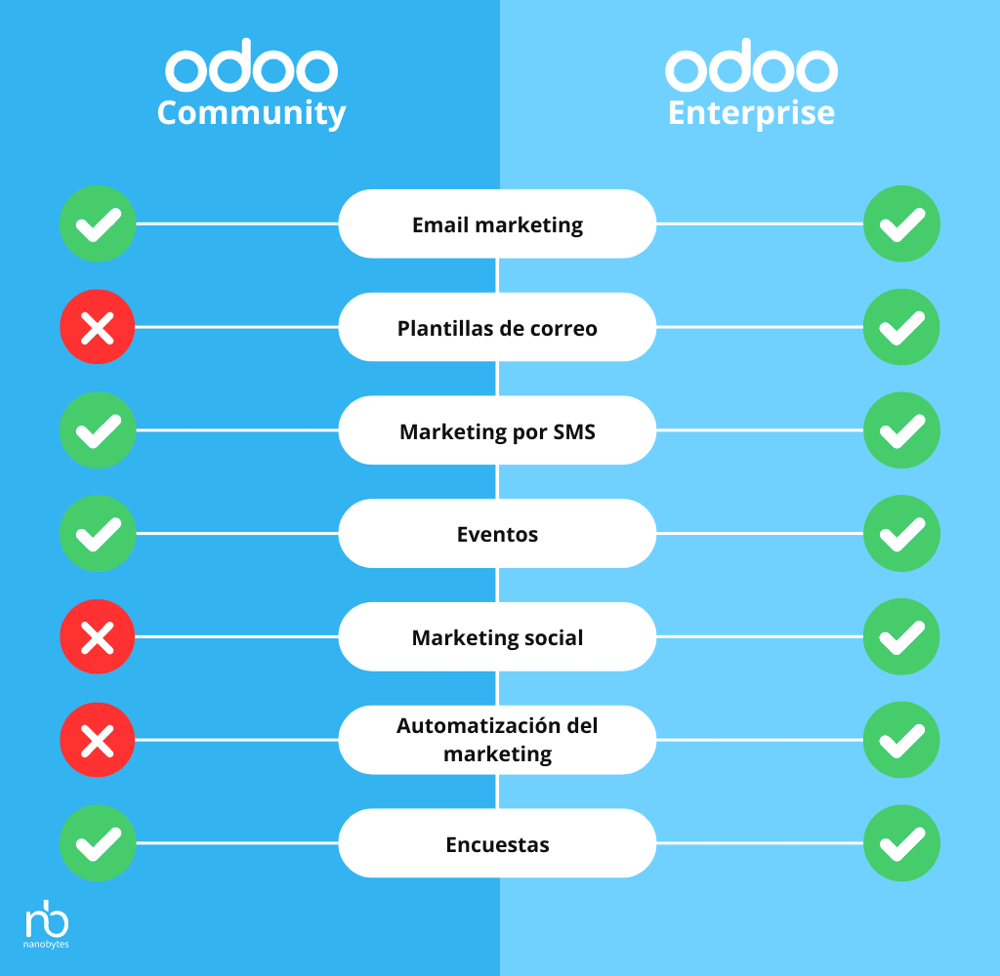 odoo
Community
odoo
Enterprise
Email marketing
Plantillas de correo
Marketing por SMS
Eventos
Marketing social
Automatización del
marketing
Encuestas
nb
nanobytes